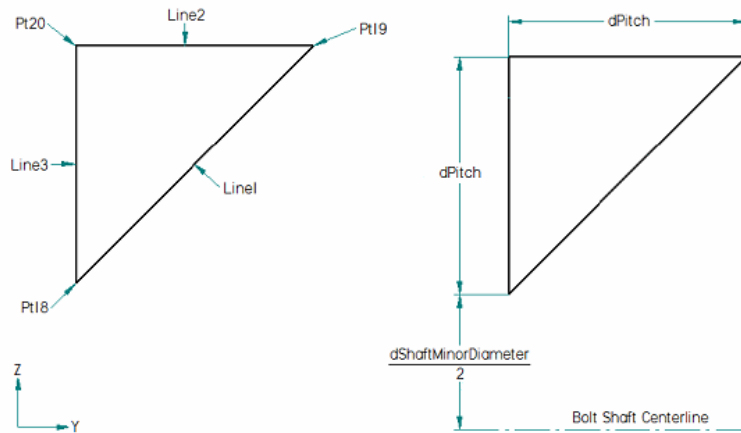 Pt20
Line2
Pt19
Line3
Line1
Pt18
Z
Y
dPitch
dPitch
dShaftMinorDiameter
2
Bolt Shaft Centerline